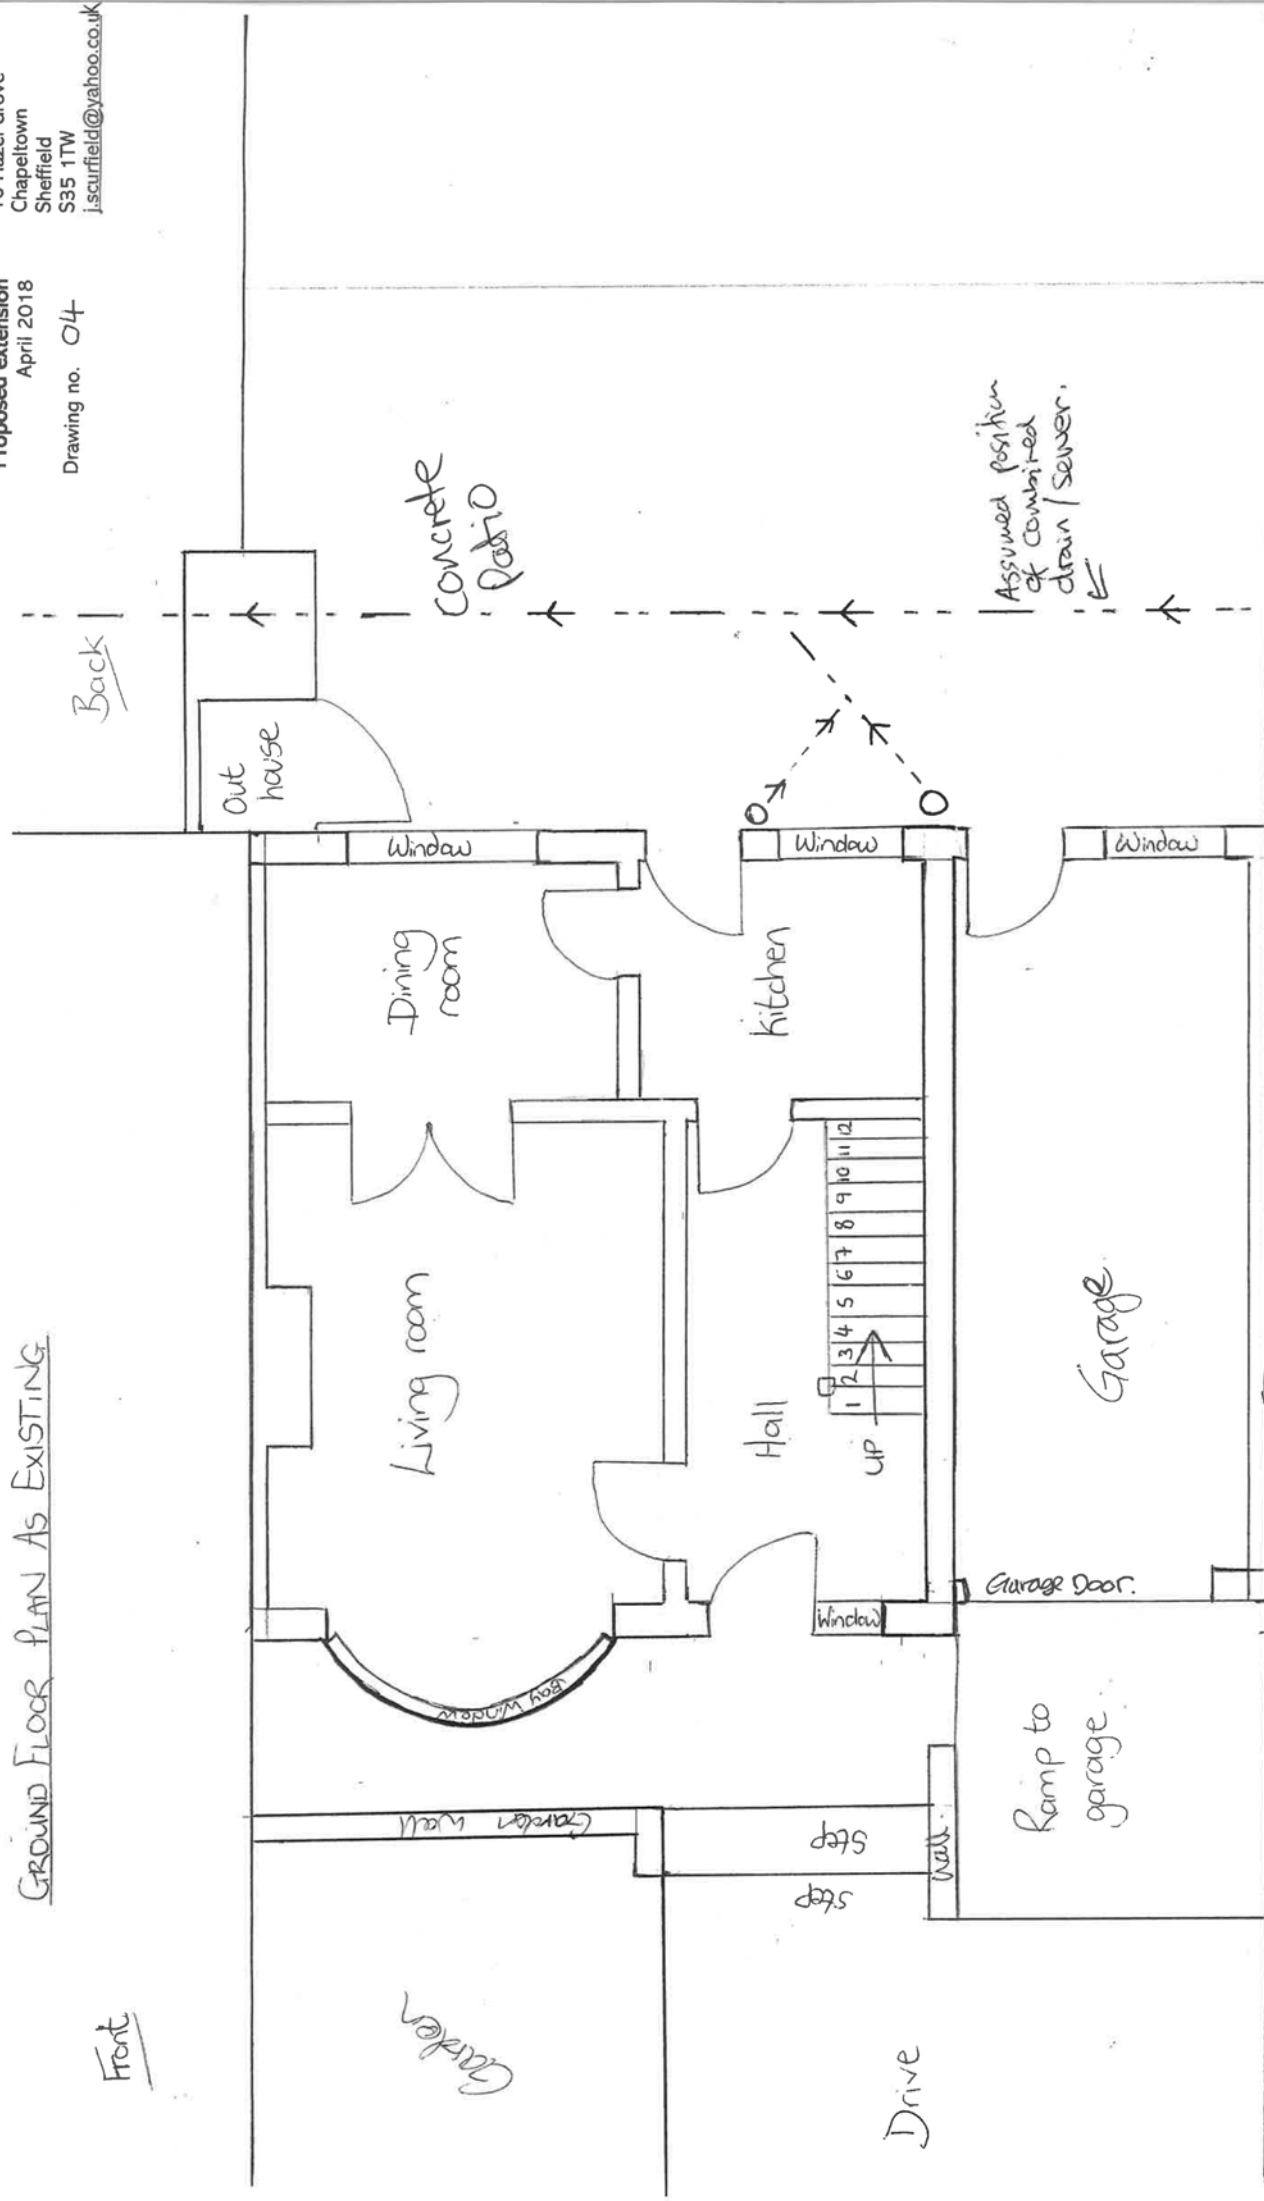 GROUND FLOOR PLAN AS EXISTING
Proposed extension
April 2018
Drawing no. 04
Chapeltown
Sheffield
S35 1TW
j.scurfield@yahoo.co.uk
Front
Back
Out
house
Concrete
Patio
Window
Dining
room
Living room
Bay Window
Garden Wall
Garden
Window
Kitchen
Hall
UP
1 2 3 4 5 6 7 8 9 10 11 12
Window
Step
Step
Wall.
Drive
Assumed position
of combined
drain / sewer.
Window
Garage
Garage Door.
Ramp to
garage.